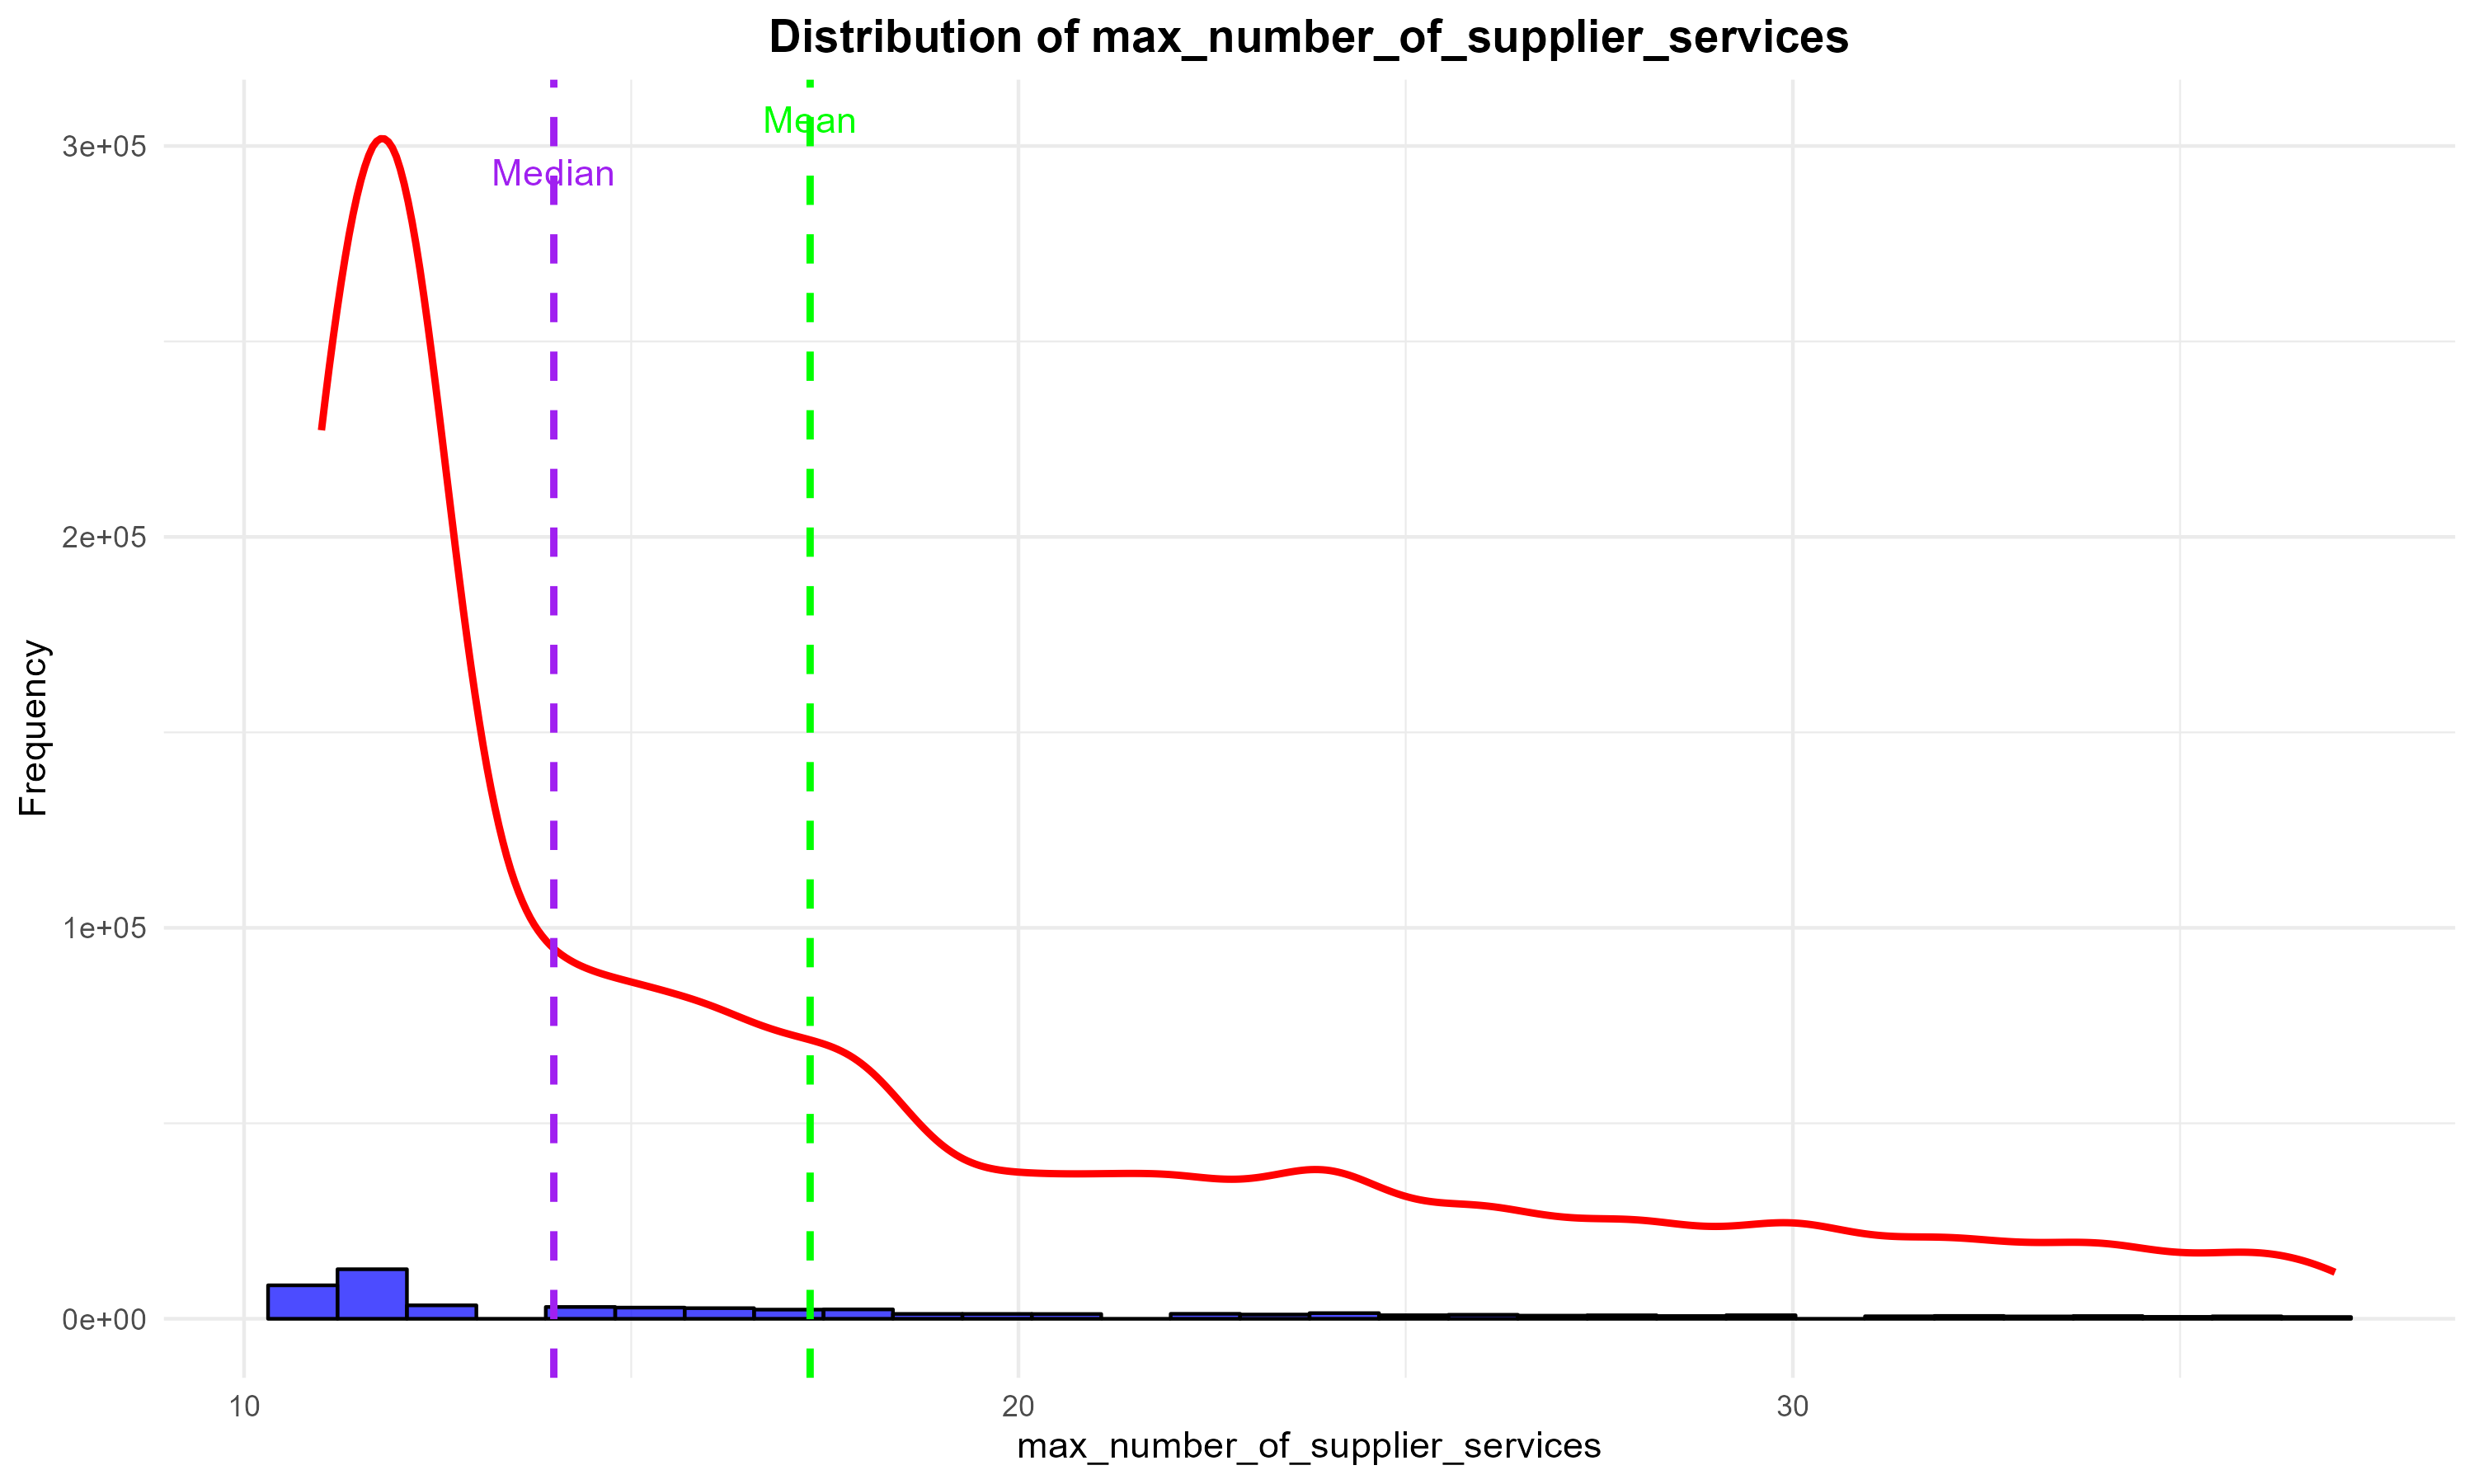 Distribution of max_number_of_supplier_services
Mean
Median
3e+05
2e+05
1e+05
0e+00
Frequency
10
20
30
max_number_of_supplier_services